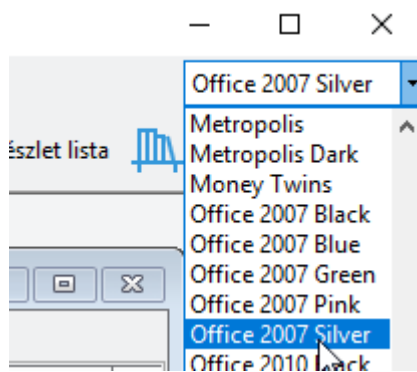 Office 2007 Silver
észlet lista
Metropolis
Metropolis Dark
Money Twins
Office 2007 Black
Office 2007 Blue
Office 2007 Green
Office 2007 Pink
Office 2007 Silver
Office 2010 Black